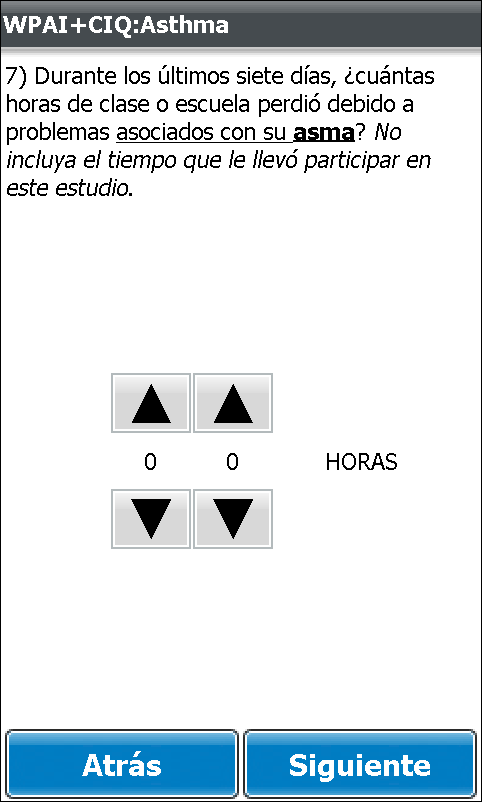 WPAI+CIQ:Asthma
7) Durante los últimos siete días, ¿cuántas
horas de clase o escuela perdió debido a
problemas asociados con su asma? No
incluya el tiempo que le llevó participar en
este estudio.
0 0 HORAS
Atrás Siguiente